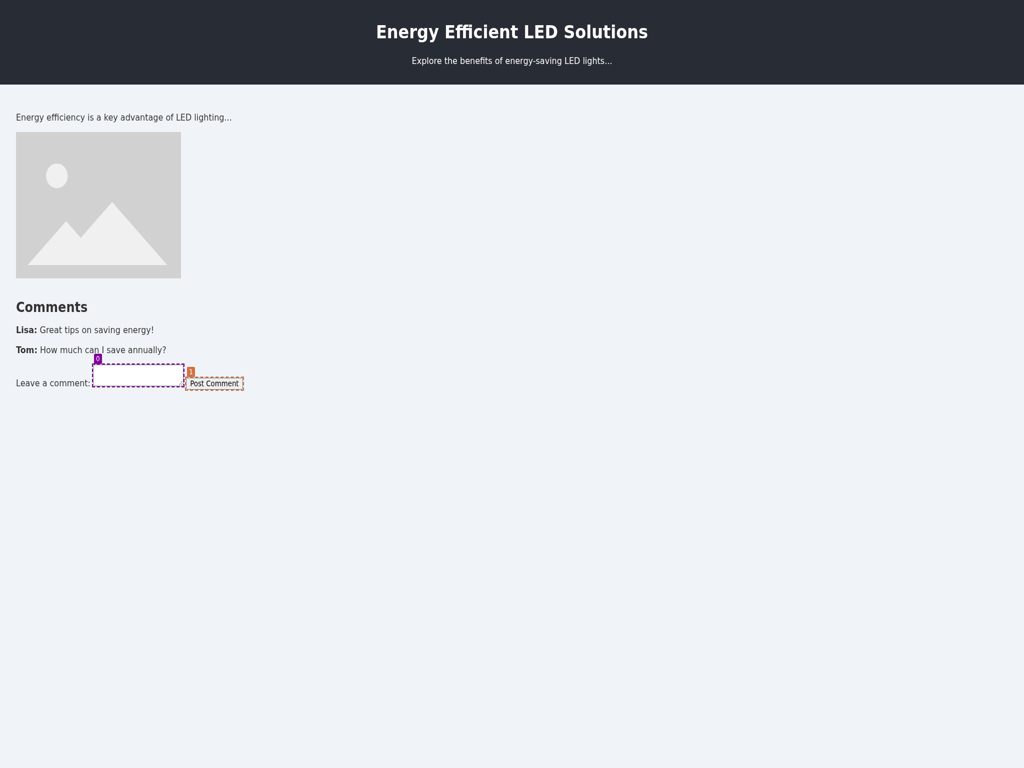 Energy Efficient LED Solutions
Explore the benefits of energy-saving LED lights...
Energy efficiency is a key advantage of LED lighting...
Comments
Lisa: Great tips on saving energy!
Tom: How much can I save annually?
0
1
Leave a comment: Post Comment